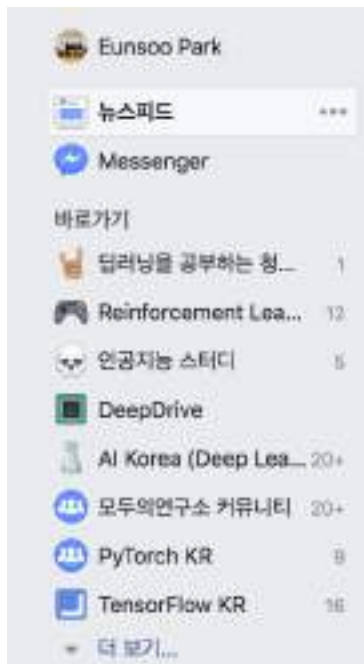 Eunsoo Park
뉴스피드 •••
Messenger
바로가기
딥러닝을 공부하는 청... 1
Reinforcement Lea... 12
인공지능 스터디 5
DeepDrive
AI Korea (Deep Lea... 20+
모두의연구소 커뮤니티 20+
PyTorch KR 9
TensorFlow KR 16
더 보기...